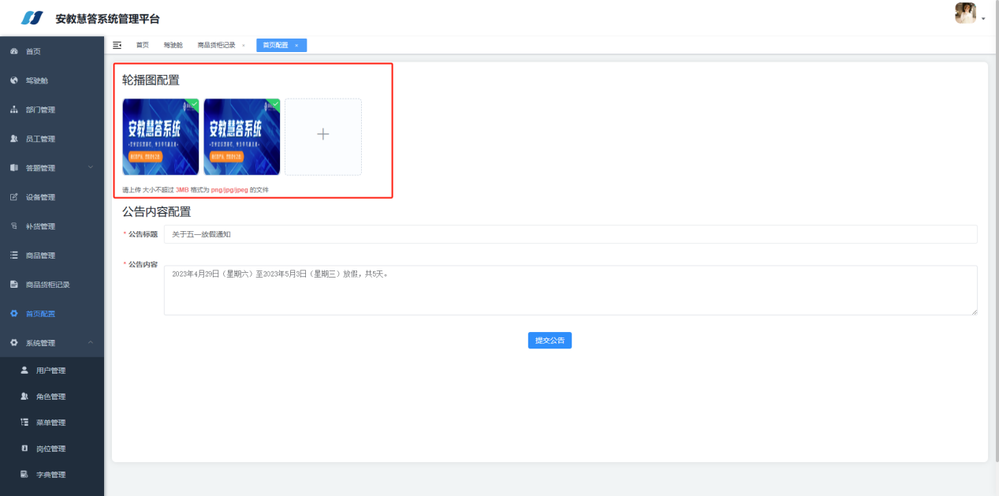 安教慧答系统管理平台
首页
驾驶舱
商品货柜记录 ×
首页配置 ×
首页
驾驶舱
部门管理
员工管理
答题管理
设备管理
补货管理
商品管理
商品货柜记录
首页配置
系统管理
用户管理
角色管理
菜单管理
岗位管理
字典管理
轮播图配置
安教慧答系统
安教慧答系统
请上传 大小不超过 3MB 格式为 png/jpg/jpeg 的文件
公告内容配置
* 公告标题
关于五一放假通知
* 公告内容
2023年4月29日（星期六）至2023年5月3日（星期三）放假，共5天。
提交公告